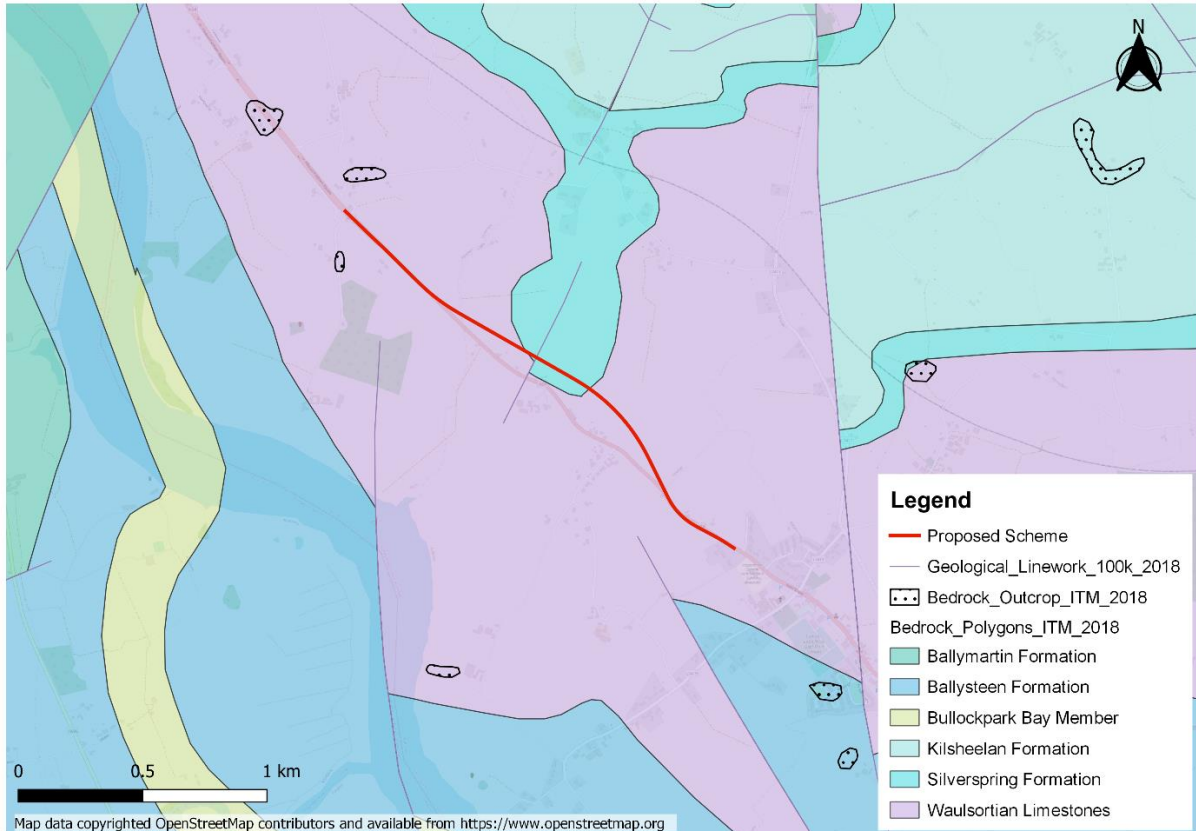 N
Legend
Proposed Scheme
Geological_Linework_100k_2018
Bedrock_Outcrop_ITM_2018
Bedrock_Polygons_ITM_2018
Ballymartin Formation
Ballysteen Formation
Bullockpark Bay Member
Kilsheelan Formation
Silverspring Formation
Waulsortian Limestones
0 0.5 1 km
Map data copyrighted OpenStreetMap contributors and available from https://www.openstreetmap.org